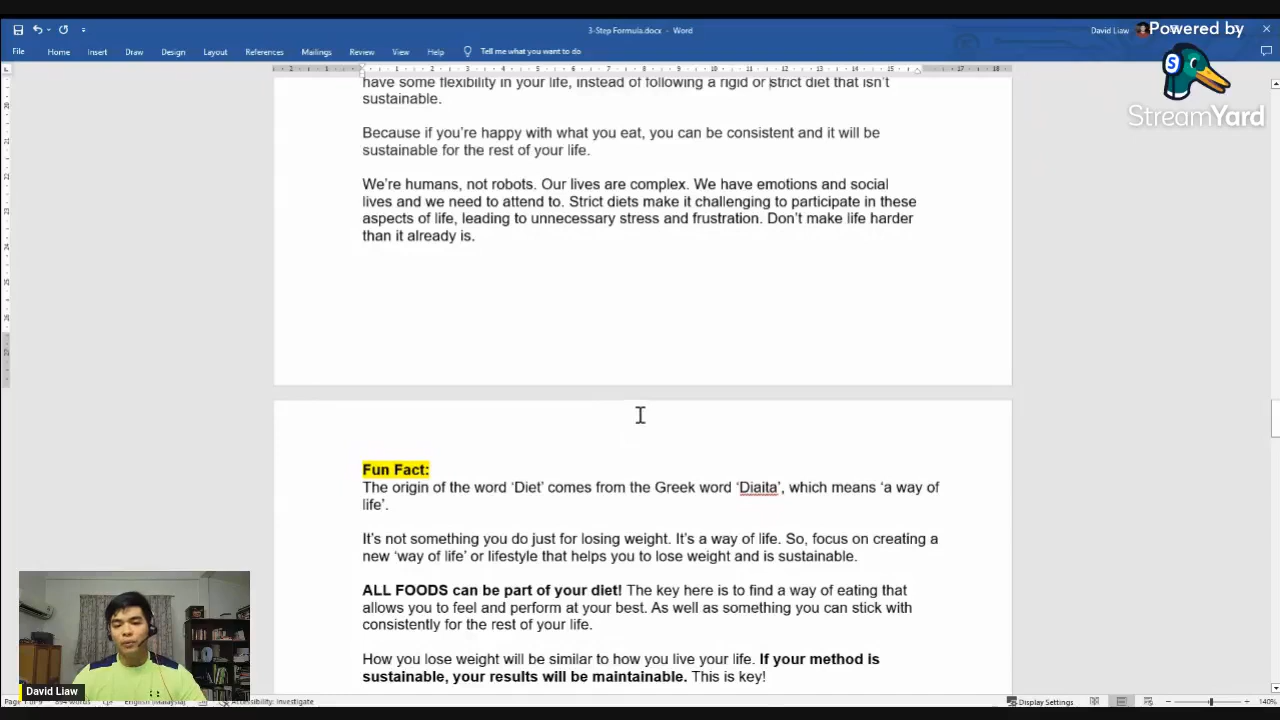 3-Step Formula.docx - Word
David Liaw
Powered by
File Home Insert Draw Design Layout References Mailings Review View Help Tell me what you want to do
StreamYard
have some flexibility in your life, instead of following a rigid or strict diet that isn't
sustainable.
Because if you're happy with what you eat, you can be consistent and it will be
sustainable for the rest of your life.
We're humans, not robots. Our lives are complex. We have emotions and social
lives and we need to attend to. Strict diets make it challenging to participate in these
aspects of life, leading to unnecessary stress and frustration. Don't make life harder
than it already is.
Fun Fact:
The origin of the word 'Diet' comes from the Greek word 'Diaita', which means 'a way of
life'.
It's not something you do just for losing weight. It's a way of life. So, focus on creating a
new 'way of life' or lifestyle that helps you to lose weight and is sustainable.
ALL FOODS can be part of your diet! The key here is to find a way of eating that
allows you to feel and perform at your best. As well as something you can stick with
consistently for the rest of your life.
How you lose weight will be similar to how you live your life. If your method is
sustainable, your results will be maintainable. This is key!
David Liaw
Accessibility: Investigate
Display Settings
140%